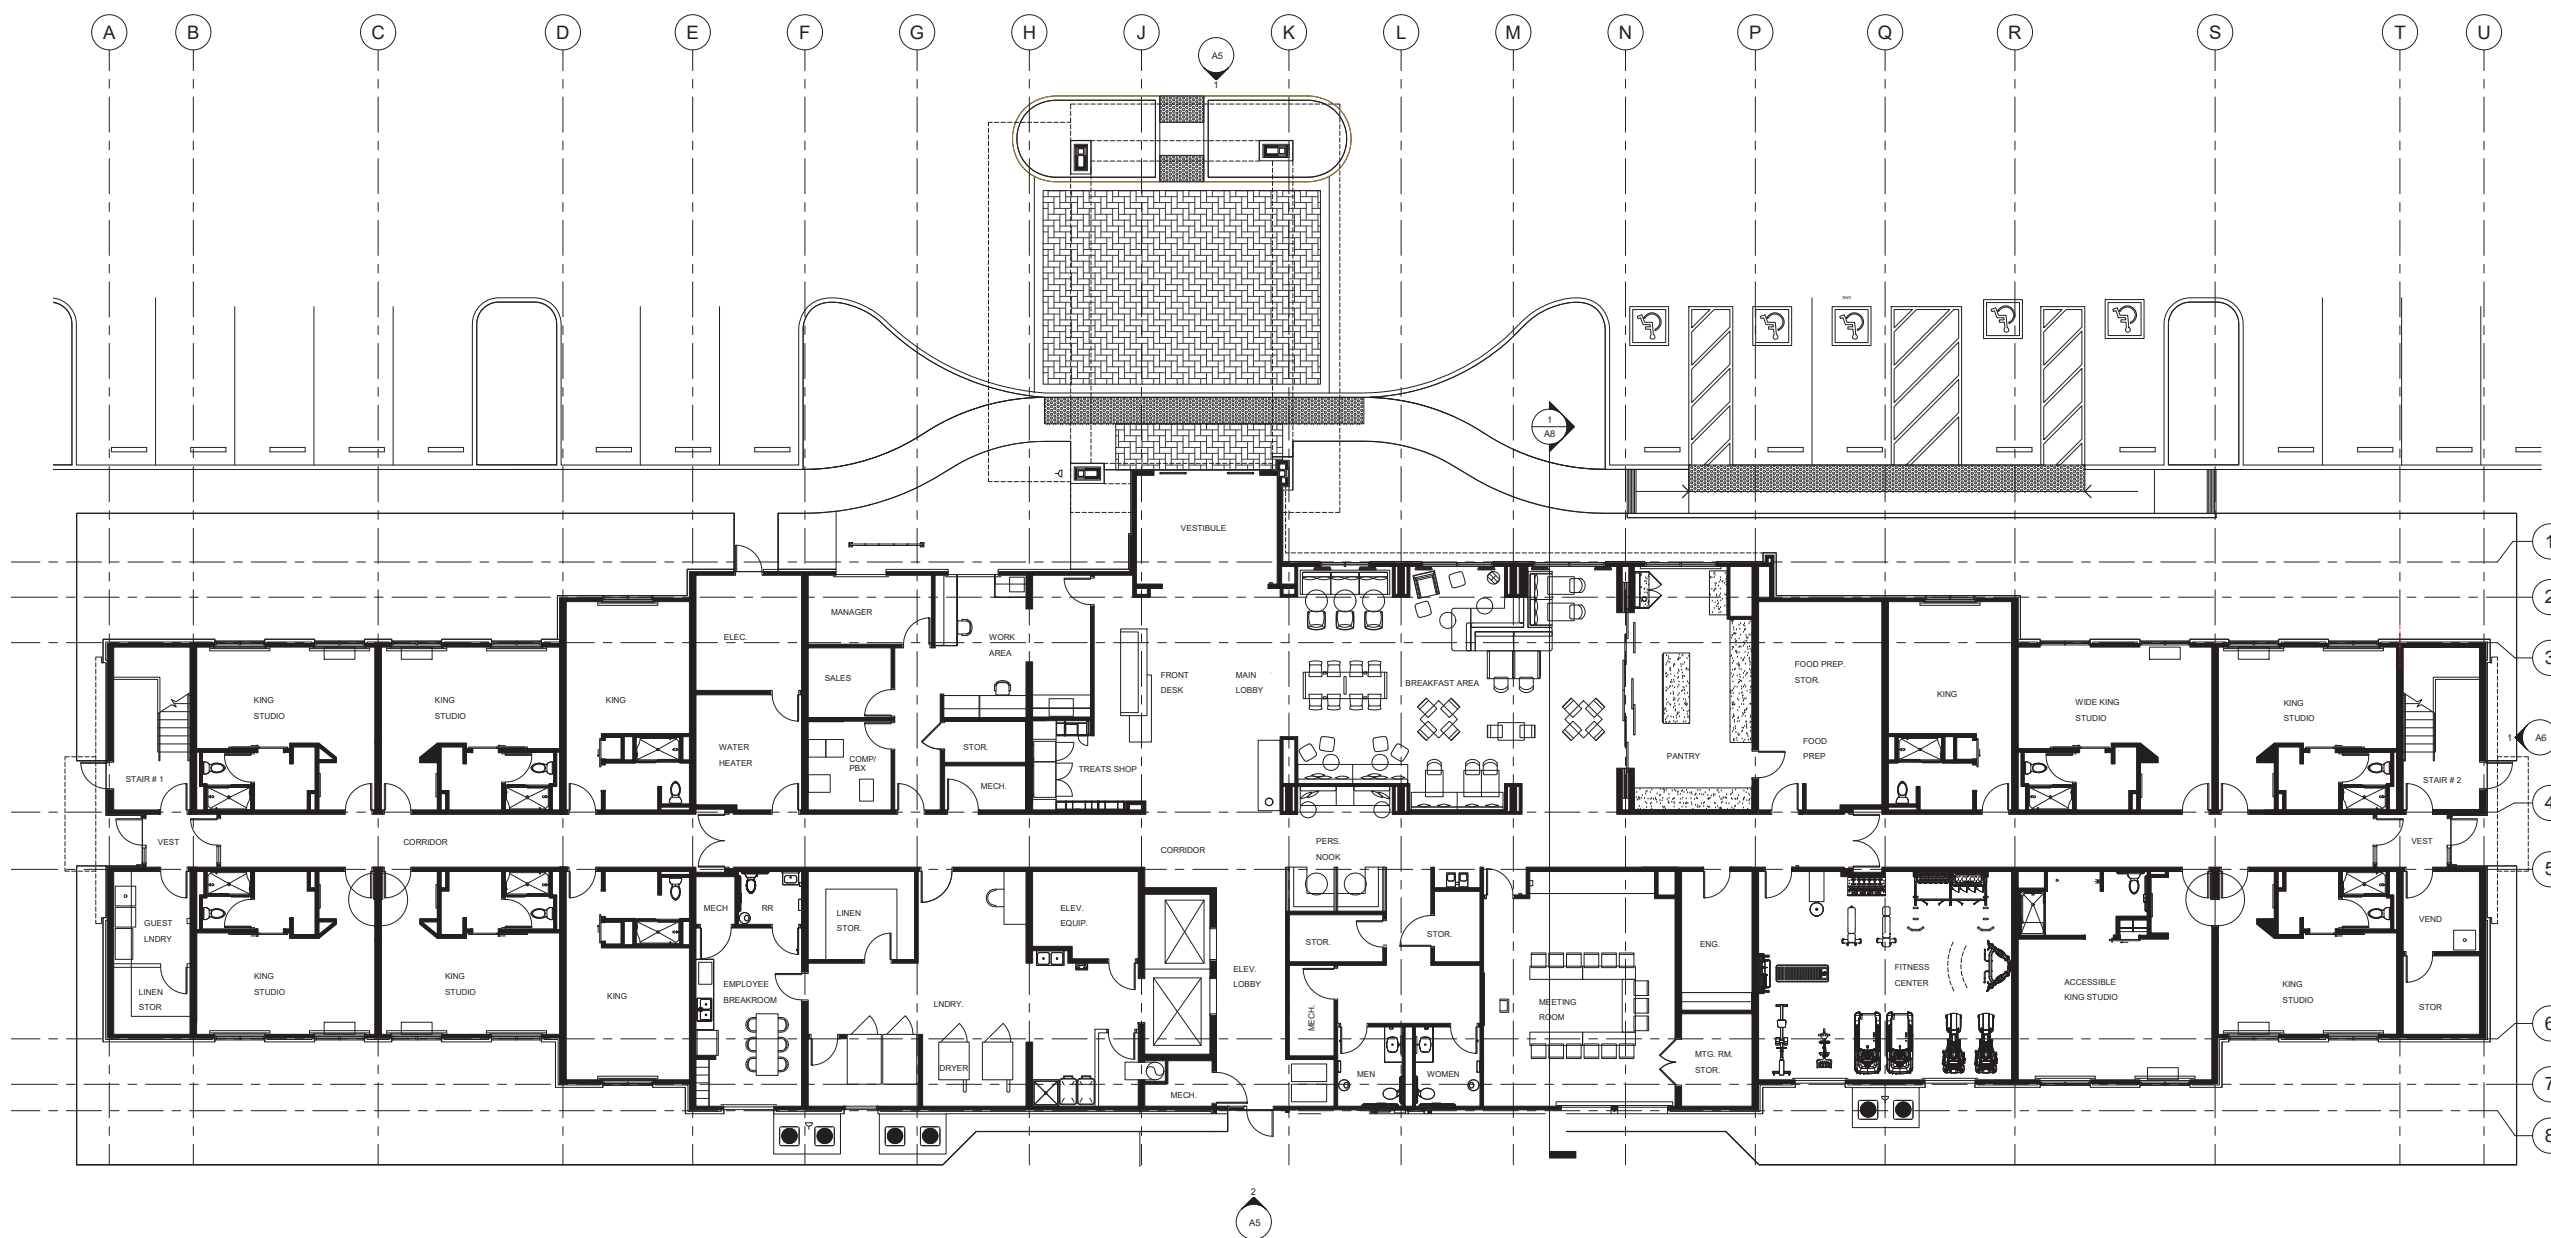 A B C D E F G H J K L M N P Q R S T U
A5
1
1
A8
VESTIBULE
1
2
3
4
5
6
7
8
MANAGER
ELEC.
WORK
AREA
SALES
FRONT
DESK
MAIN
LOBBY
BREAKFAST AREA
FOOD PREP.
STOR.
KING
STUDIO
KING
STUDIO
KING
KING
WIDE KING
STUDIO
KING
STUDIO
WATER
HEATER
STOR.
COMP/
PBX
MECH.
TREATS SHOP
PANTRY
FOOD
PREP
STAIR # 1
STAIR # 2
1
A6
VEST
CORRIDOR
CORRIDOR
PERS.
NOOK
VEST
GUEST
LNDRY
MECH
RR
LINEN
STOR.
ELEV.
EQUIP.
STOR.
STOR.
ENG.
VEND
LINEN
STOR
KING
STUDIO
KING
STUDIO
KING
EMPLOYEE
BREAKROOM
LNDRY.
ELEV.
LOBBY
MECH.
MEETING
ROOM
FITNESS
CENTER
ACCESSIBLE
KING STUDIO
KING
STUDIO
STOR
DRYER
MEN
WOMEN
MTG. RM.
STOR.
MECH.
2
A5